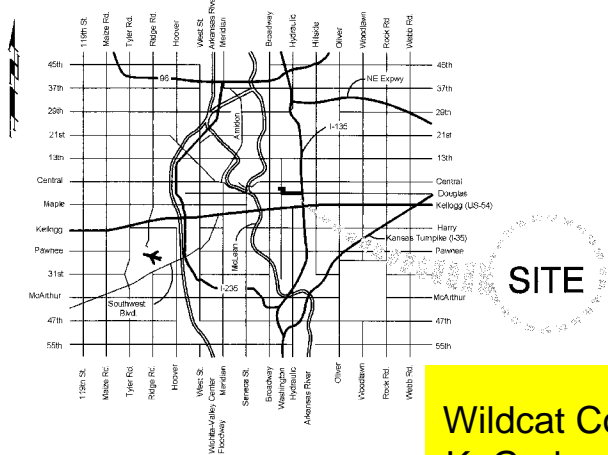 119th St.
Maize Rd.
Tyler Rd.
Ridge Rd.
Hoover
West St.
Arkansas River
Meridian
Broadway
Hydraulic
Hillside
Oliver
Woodlawn
Rock Rd.
Webb Rd.
45th
45th
37th
96
37th
NE Expwy
29th
29th
Amidon
21st
I-135
21st
13th
13th
Central
Central
Douglas
Maple
Kellogg (US-54)
Kellogg
Harry
Kansas Turnpike (I-35)
Pawnee
Pawnee
McLean
31st
SITE
I-235
McArthur
McArthur
Southwest
Blvd.
47th
47th
55th
55th
119th St.
Maize Rd.
Tyler Rd.
Ridge Rd.
Hoover
West St.
Wichita-Valley Center
Floodway
Meridian
Seneca St.
Broadway
Washington
Hydraulic
Arkansas River
Oliver
Woodlawn
Rock Rd.
Webb Rd.
Wildcat Co